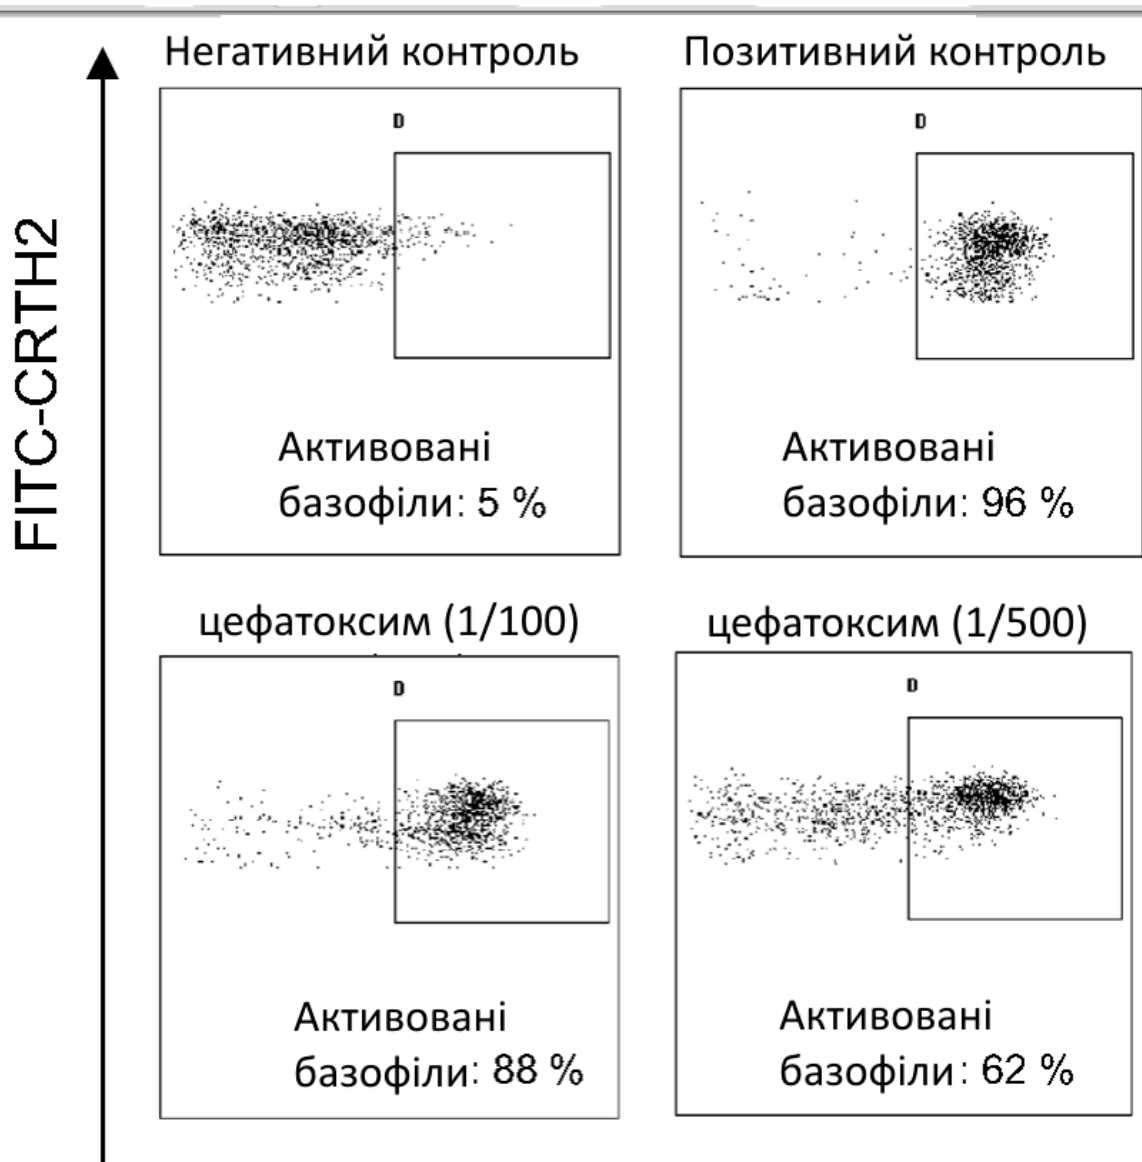 Негативний контроль
Позитивний контроль
FITC-CRTH2
D
Активовані
базофіли: 5 %
D
Активовані
базофіли: 96 %
цефатоксим (1/100)
цефатоксим (1/500)
D
Активовані
базофіли: 88 %
D
Активовані
базофіли: 62 %